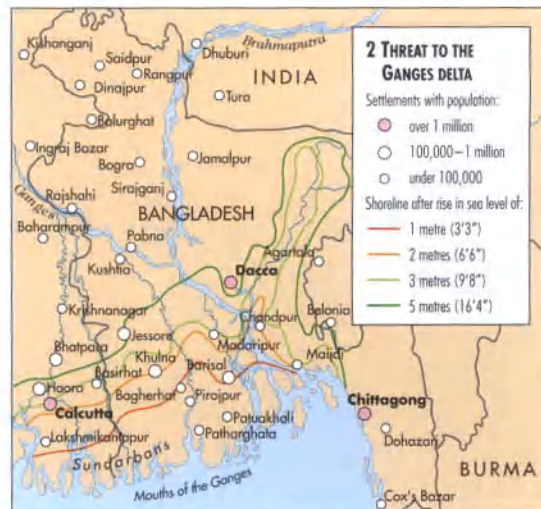 Kishanganj
Saidpur
Rangpur
Dinajpur
Dhuburi
Brahmaputra
INDIA
Tura
Balurghat
Ingraj Bazar
Bogra
Jamalpur
Ganges
Rajshahi
Sirajganj
BANGLADESH
Baharampur
Pabna
Kushtia
Agartala
Dacca
Krishnanagar
Chandpur
Belonia
Jessore
Bhatpara
Madaripur
Khulna
Maijdi
Basirhat
Barisal
Haora
Bagherhat
Pirojpur
Calcutta
Chittagong
Patuakhali
Lakshmikantapur
Patharghata
Dohazari
Sundarbans
BURMA
Mouths of the Ganges
Cox's Bazar
2 THREAT TO THE
GANGES DELTA
Settlements with population:
over 1 million
100,000–1 million
under 100,000
Shoreline after rise in sea level of:
1 metre (3'3")
2 metres (6'6")
3 metres (9'8")
5 metres (16'4")